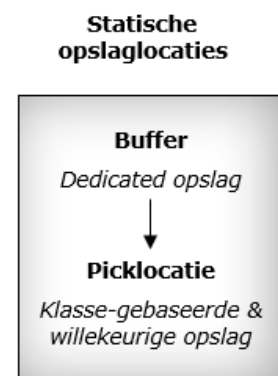 Statische
opslaglocaties
Buffer
Dedicated opslag
Picklocatie
Klasse-gebaseerde &
willekeurige opslag